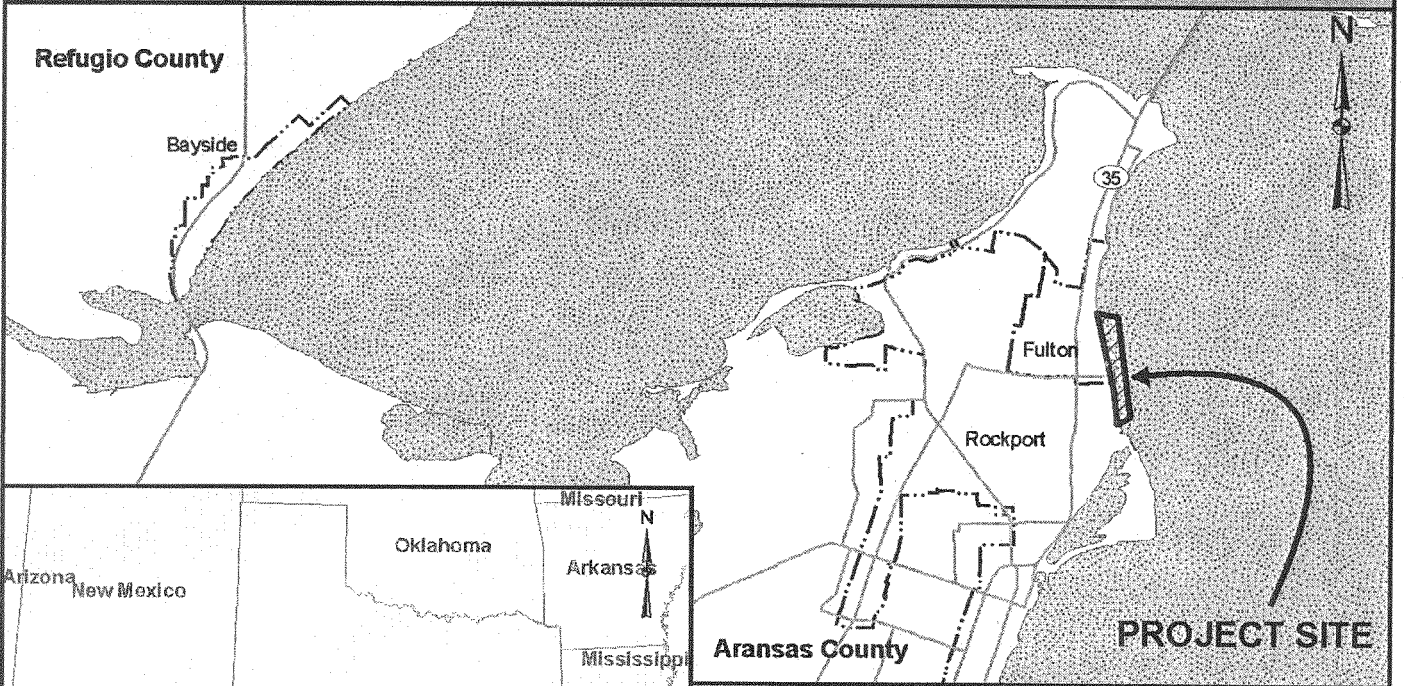 N
Refugio County
Bayside
35
Fulton
Rockport
PROJECT SITE
Aransas County
Missouri
N
Oklahoma
Arkansas
Arizona
New Mexico
Mississippi